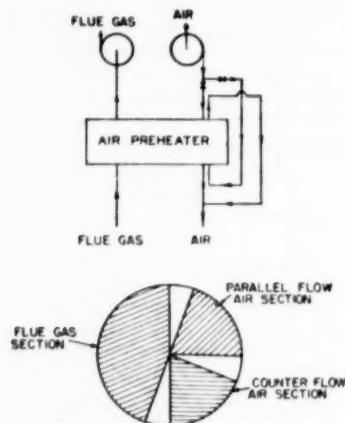 FLUE GAS
AIR
AIR PREHEATER
FLUE GAS
AIR
PARALLEL FLOW
AIR SECTION
FLUE GAS
SECTION
COUNTER FLOW
AIR SECTION